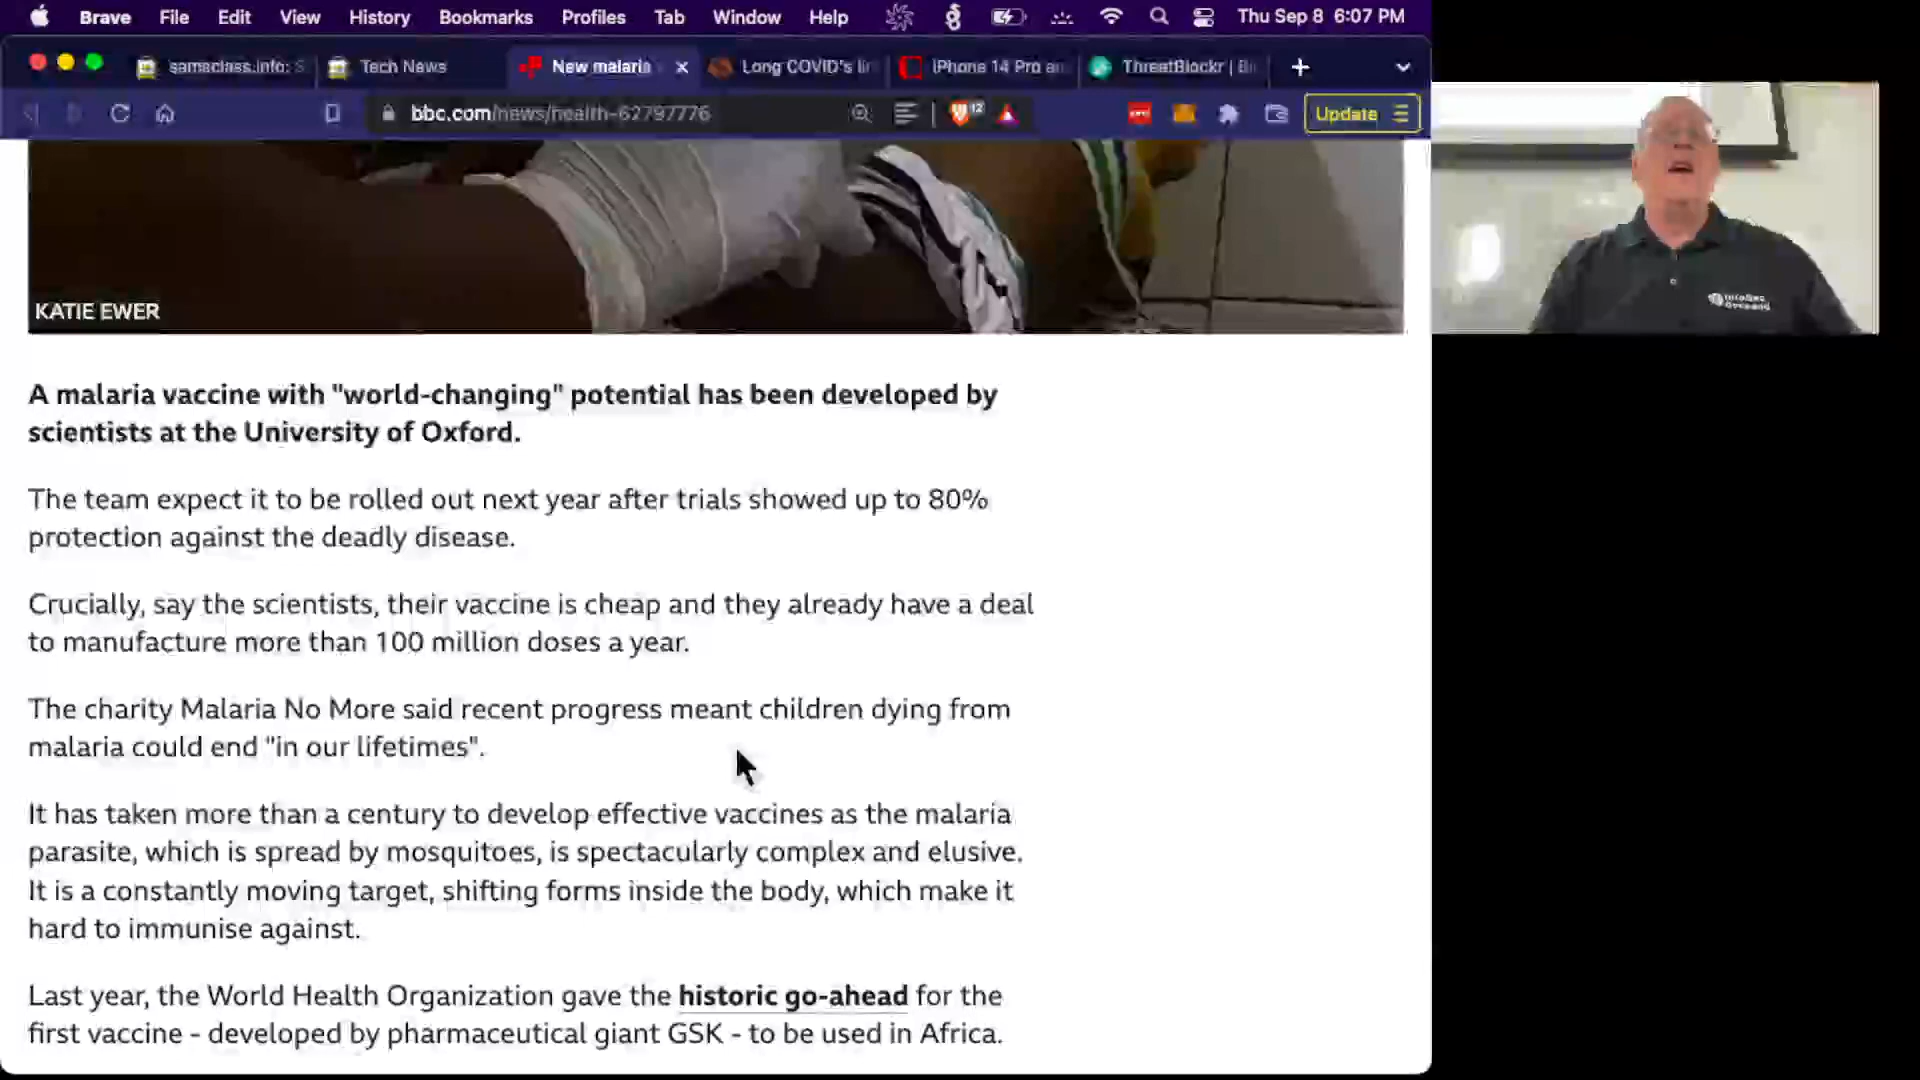 Brave File Edit View History Bookmarks Profiles Tab Window Help Thu Sep 8 6:07 PM
samsclass.info: S Tech News New malaria Long COVID's lin iPhone 14 Pro an ThreatBlockr | Bl
bbc.com/news/health-62797776 12 Update
KATIE EWER
A malaria vaccine with "world-changing" potential has been developed by
scientists at the University of Oxford.
The team expect it to be rolled out next year after trials showed up to 80%
protection against the deadly disease.
Crucially, say the scientists, their vaccine is cheap and they already have a deal
to manufacture more than 100 million doses a year.
The charity Malaria No More said recent progress meant children dying from
malaria could end "in our lifetimes".
It has taken more than a century to develop effective vaccines as the malaria
parasite, which is spread by mosquitoes, is spectacularly complex and elusive.
It is a constantly moving target, shifting forms inside the body, which make it
hard to immunise against.
Last year, the World Health Organization gave the historic go-ahead for the
first vaccine - developed by pharmaceutical giant GSK - to be used in Africa.